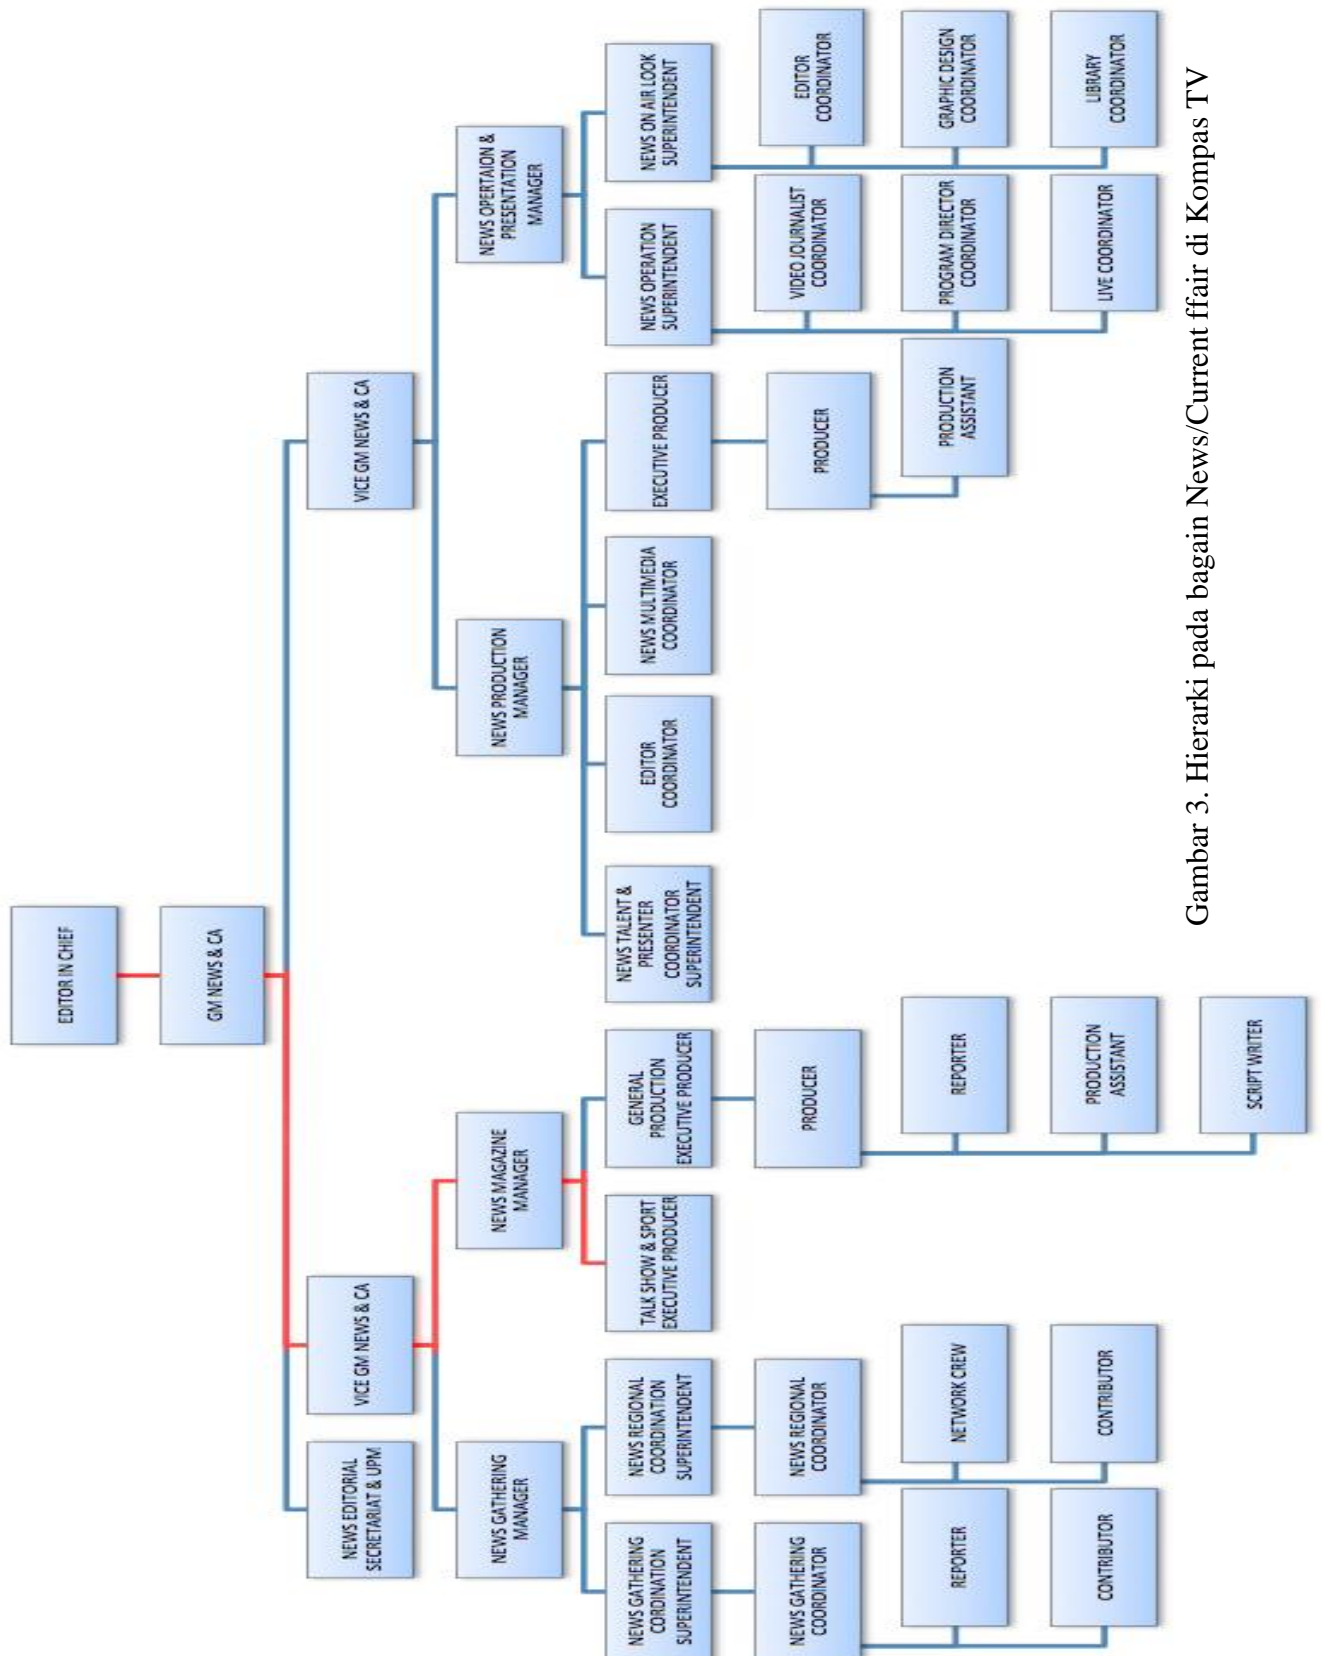 EDITOR IN CHIEF
GM NEWS & CA
NEWS EDITORIAL
SECRETARIAT & UPM
VICE GM NEWS & CA
VICE GM NEWS & CA
NEWS GATHERING
MANAGER
NEWS MAGAZINE
MANAGER
NEWS PRODUCTION
MANAGER
NEWS OPERTAION &
PRESENTATION
MANAGER
NEWS GATHERING
CORDINATION
SUPERINTENDENT
NEWS REGIONAL
COORDINATION
SUPERINTENDENT
TALK SHOW & SPORT
EXECUTIVE PRODUCER
GENERAL
PRODUCTION
EXECUTIVE PRODUCER
NEWS TALENT &
PRESENTER
COORDINATOR
SUPERINTENDENT
EDITOR
COORDINATOR
NEWS MULTIMEDIA
COORDINATOR
EXECUTIVE PRODUCER
NEWS OPERATION
SUPERINTENDENT
NEWS ON AIR LOOK
SUPERINTENDENT
NEWS GATHERING
COORDINATOR
NEWS REGIONAL
COORDINATOR
PRODUCER
PRODUCER
VIDEO JOURNALIST
COORDINATOR
EDITOR
COORDINATOR
REPORTER
NETWORK CREW
REPORTER
PRODUCTION
ASSISTANT
PROGRAM DIRECTOR
COORDINATOR
GRAPHIC DESIGN
COORDINATOR
CONTRIBUTOR
CONTRIBUTOR
PRODUCTION
ASSISTANT
LIVE COORDINATOR
LIBRARY
COORDINATOR
SCRIPT WRITER
Gambar 3. Hierarki pada bagain News/Current ffair di Kompas TV